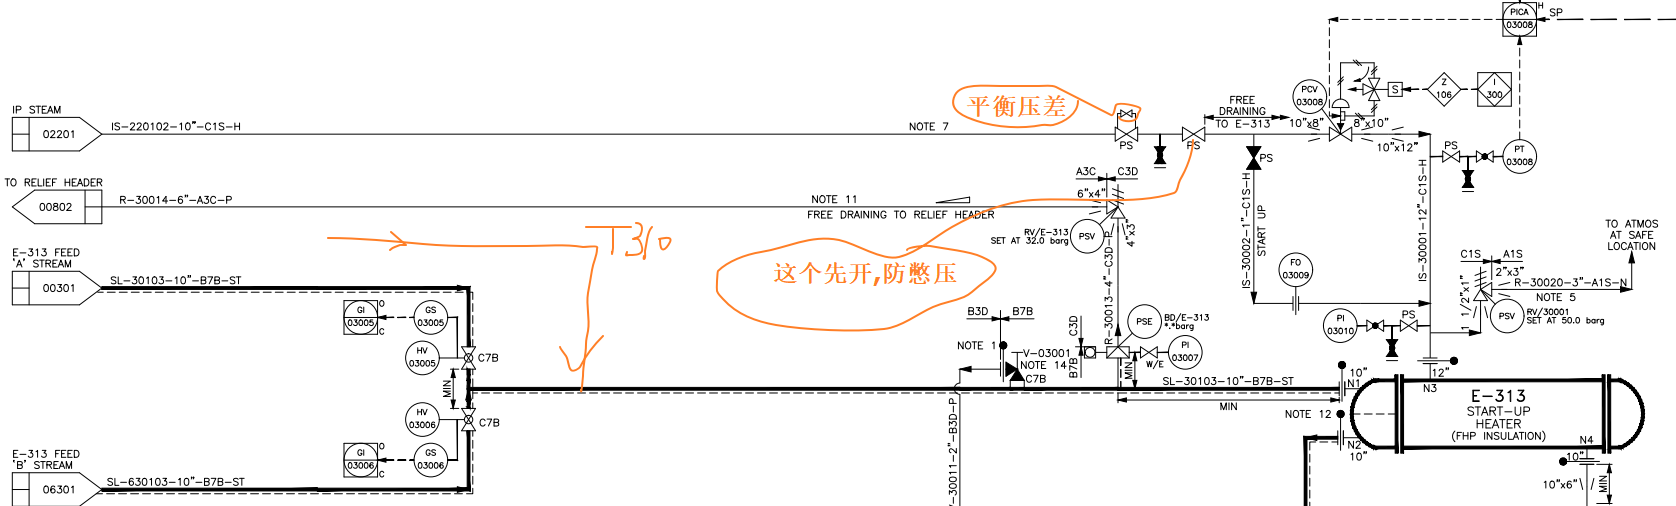 PICA
03008
H
SP
PCV
03008
S
Z
106
I
300
平衡压差
IP STEAM
02201
IS-220102-10"-C1S-H
NOTE 7
PS
PS
FREE
DRAINING
TO E-313
10"x8"
8"x10"
10"x12"
PS
PS
PT
03008
TO RELIEF HEADER
00802
R-30014-6"-A3C-P
NOTE 11
FREE DRAINING TO RELIEF HEADER
A3C
C3D
6"x4"
4"x3"
RV/E-313
SET AT 32.0 barg
PSV
IS-30002-1"-C1S-H
START UP
IS-30001-12"-C1S-H
TO ATMOS
AT SAFE
LOCATION
T310
这个先开,防憋压
E-313 FEED
'A' STREAM
00301
SL-30103-10"-B7B-ST
GI
03005
O
C
GS
03005
HV
03005
C7B
MIN
HV
03006
C7B
GI
03006
O
C
GS
03006
E-313 FEED
'B' STREAM
06301
SL-630103-10"-B7B-ST
FO
03009
C1S
A1S
2"x3"
1 1/2"x1"
R-30020-3"-A1S-N
NOTE 5
RV/30001
SET AT 50.0 barg
PSV
PI
03010
PS
B3D
B7B
NOTE 1
V-03001
NOTE 14
C7B
C3D
B7B
R-30013-4"-C3D-P
PSE
BD/E-313
*.*barg
PI
03007
W/E
MIN
SL-30103-10"-B7B-ST
MIN
V-30011-2"-B3D-P
10"
N1
NOTE 12
N2
10"
12"
N3
E-313
START-UP
HEATER
(FHP INSULATION)
N4
10"
10"x6"
MIN